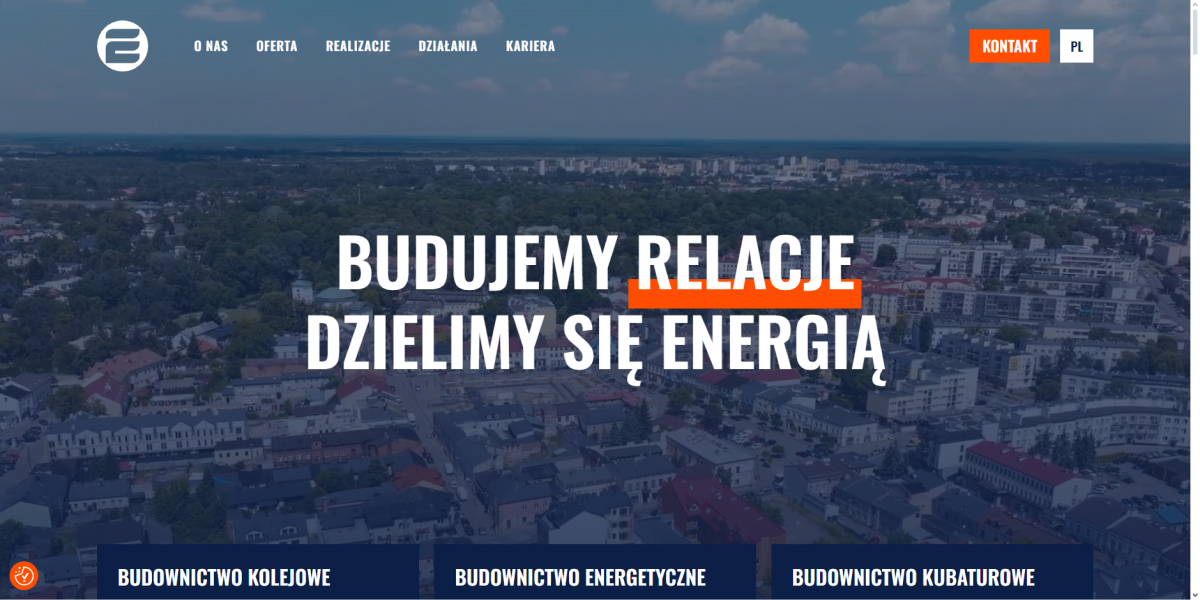 O NAS
OFERTA
REALIZACJE
DZIAŁANIA
KARIERA
KONTAKT
PL
BUDUJEMY RELACJE
DZIELIMY SIĘ ENERGIĄ
BUDOWNICTWO KOLEJOWE
BUDOWNICTWO ENERGETYCZNE
BUDOWNICTWO KUBATUROWE